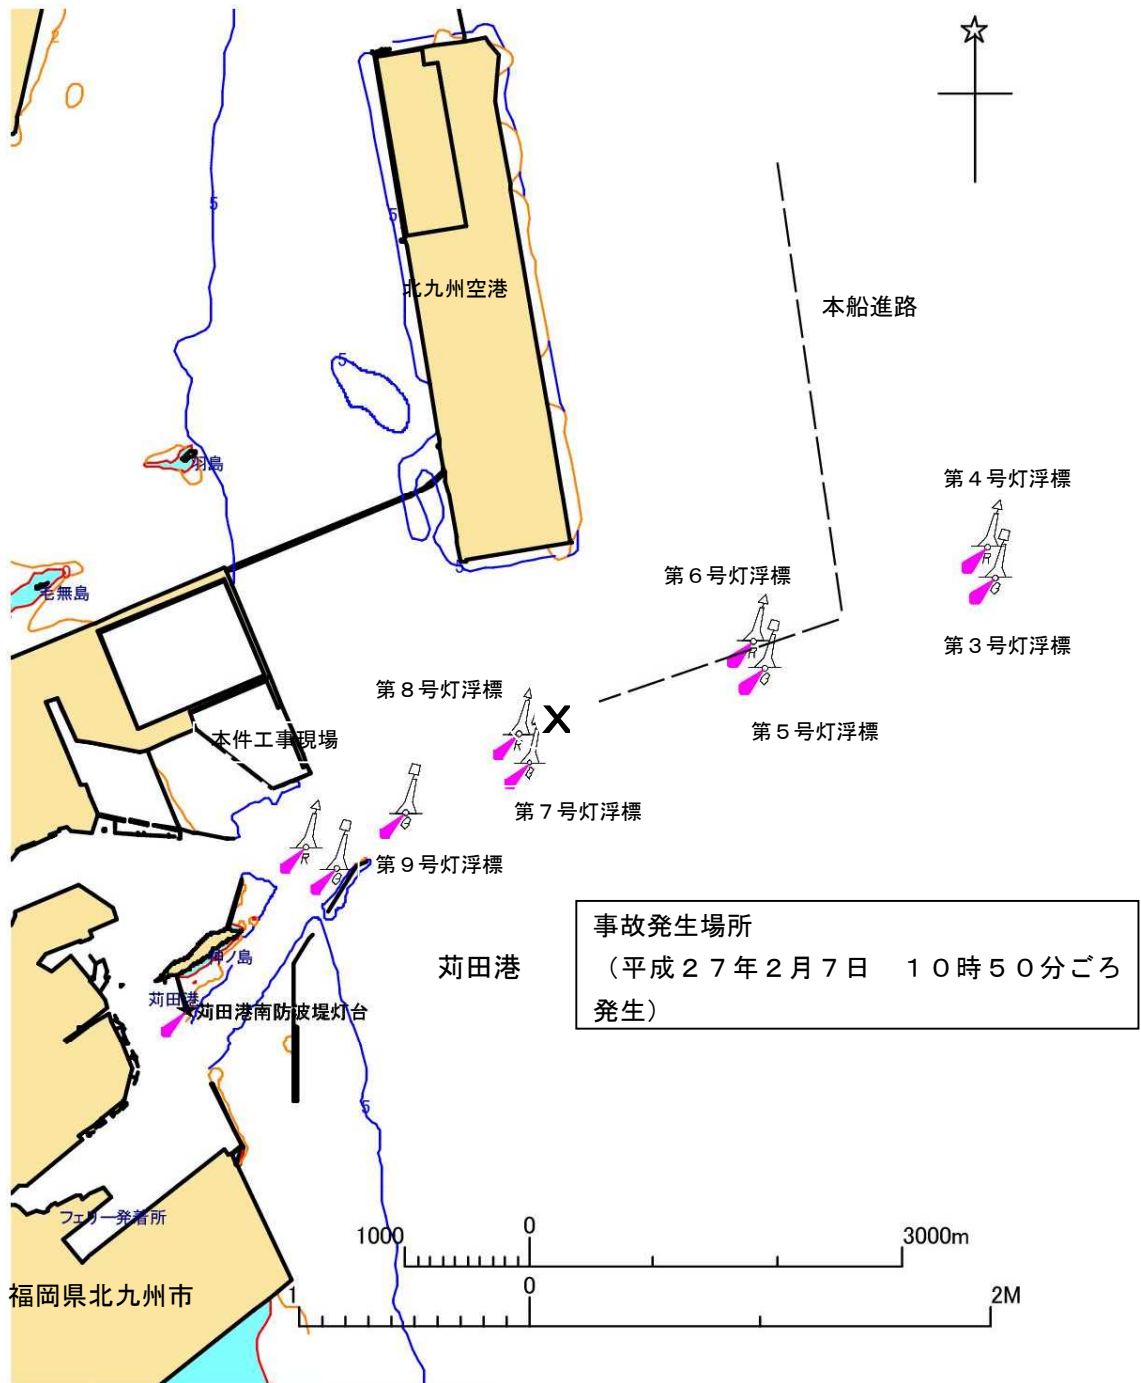 2
5
5
北九州空港
本船進路
5
羽島
第４号灯浮標
R
G
第３号灯浮標
5
毛無島
第６号灯浮標
R
G
第５号灯浮標
第８号灯浮標
X
R
G
第７号灯浮標
本件工事現場
G
R
G
第９号灯浮標
事故発生場所
（平成２７年２月７日　１０時５０分ごろ
発生）
苅田港
神ノ島
苅田港
苅田港南防波堤灯台
5
フェリー発着所
福岡県北九州市
1000 0 3000m
1 0 2M